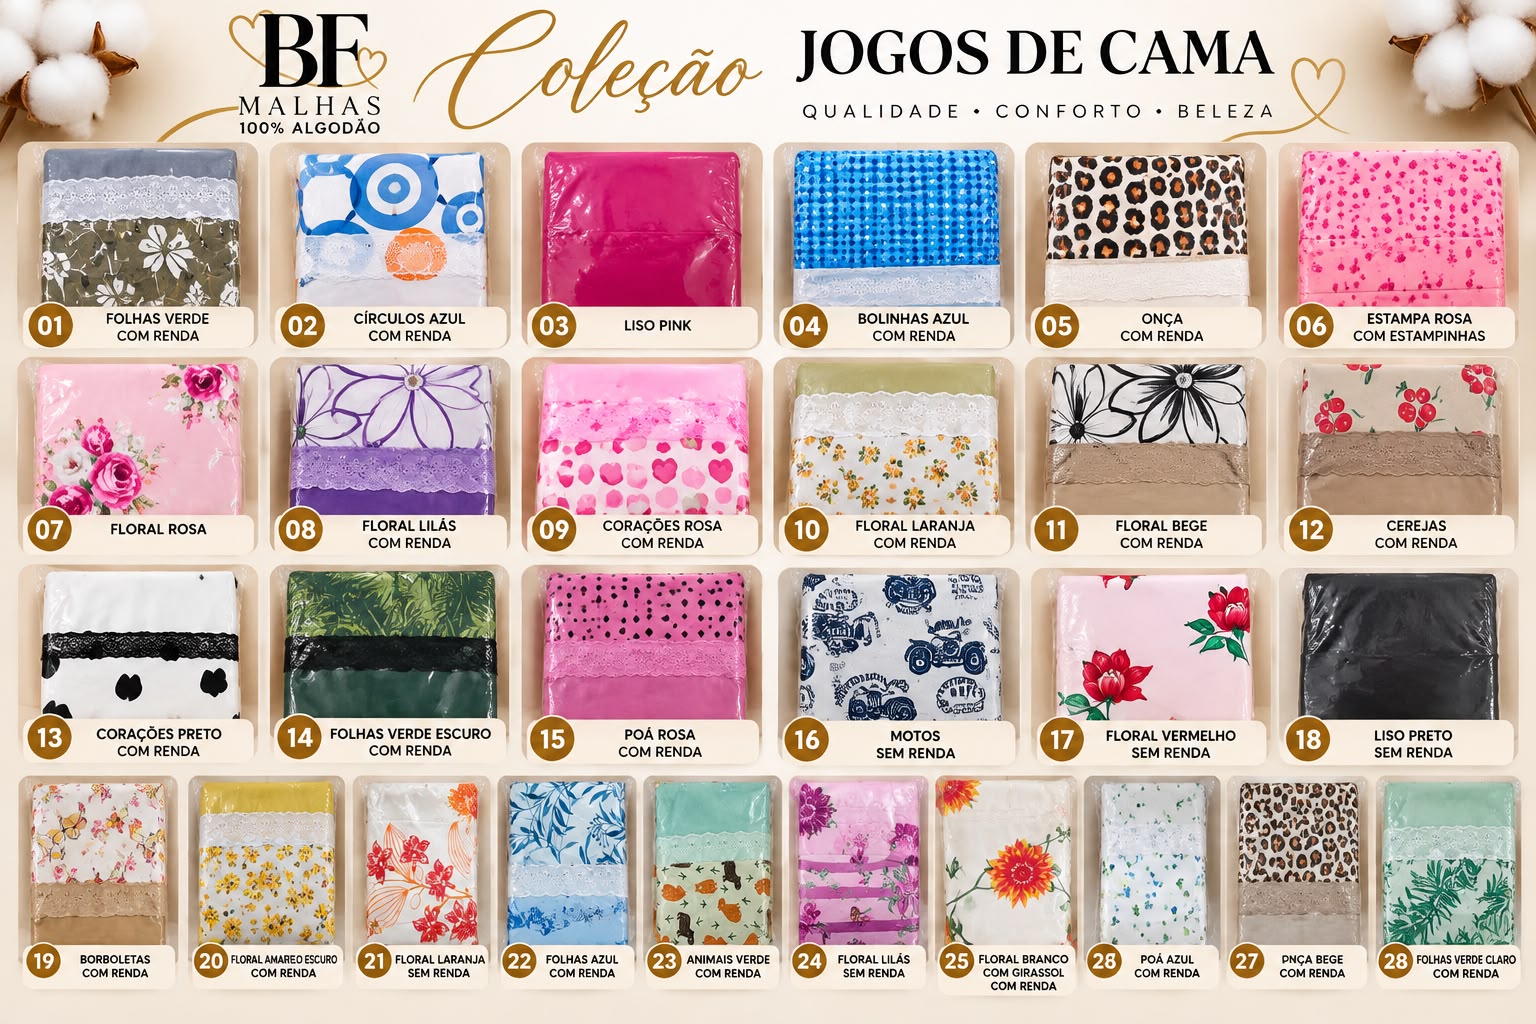 BF
MALHAS
100% ALGODÃO
Coleção
JOGOS DE CAMA
QUALIDADE • CONFORTO • BELEZA
01 FOLHAS VERDE
COM RENDA
02 CÍRCULOS AZUL
COM RENDA
03 LISO PINK
04 BOLINHAS AZUL
COM RENDA
05 ONÇA
COM RENDA
06 ESTAMPA ROSA
COM ESTAMPINHAS
07 FLORAL ROSA
08 FLORAL LILÁS
COM RENDA
09 CORAÇÕES ROSA
COM RENDA
10 FLORAL LARANJA
COM RENDA
11 FLORAL BEGE
COM RENDA
12 CEREJAS
COM RENDA
13 CORAÇÕES PRETO
COM RENDA
14 FOLHAS VERDE ESCURO
COM RENDA
15 POÁ ROSA
COM RENDA
16 MOTOS
SEM RENDA
17 FLORAL VERMELHO
SEM RENDA
18 LISO PRETO
SEM RENDA
19 BORBOLETAS
COM RENDA
20 FLORAL AMAREO ESCURO
COM RENDA
21 FLORAL LARANJA
SEM RENDA
22 FOLHAS AZUL
COM RENDA
23 ANIMAIS VERDE
COM RENDA
24 FLORAL LILÁS
SEM RENDA
25 FLORAL BRANCO
COM GIRASSOL
COM RENDA
28 POÁ AZUL
COM RENDA
27 PNÇA BEGE
COM RENDA
28 FOLHAS VERDE CLARO
COM RENDA